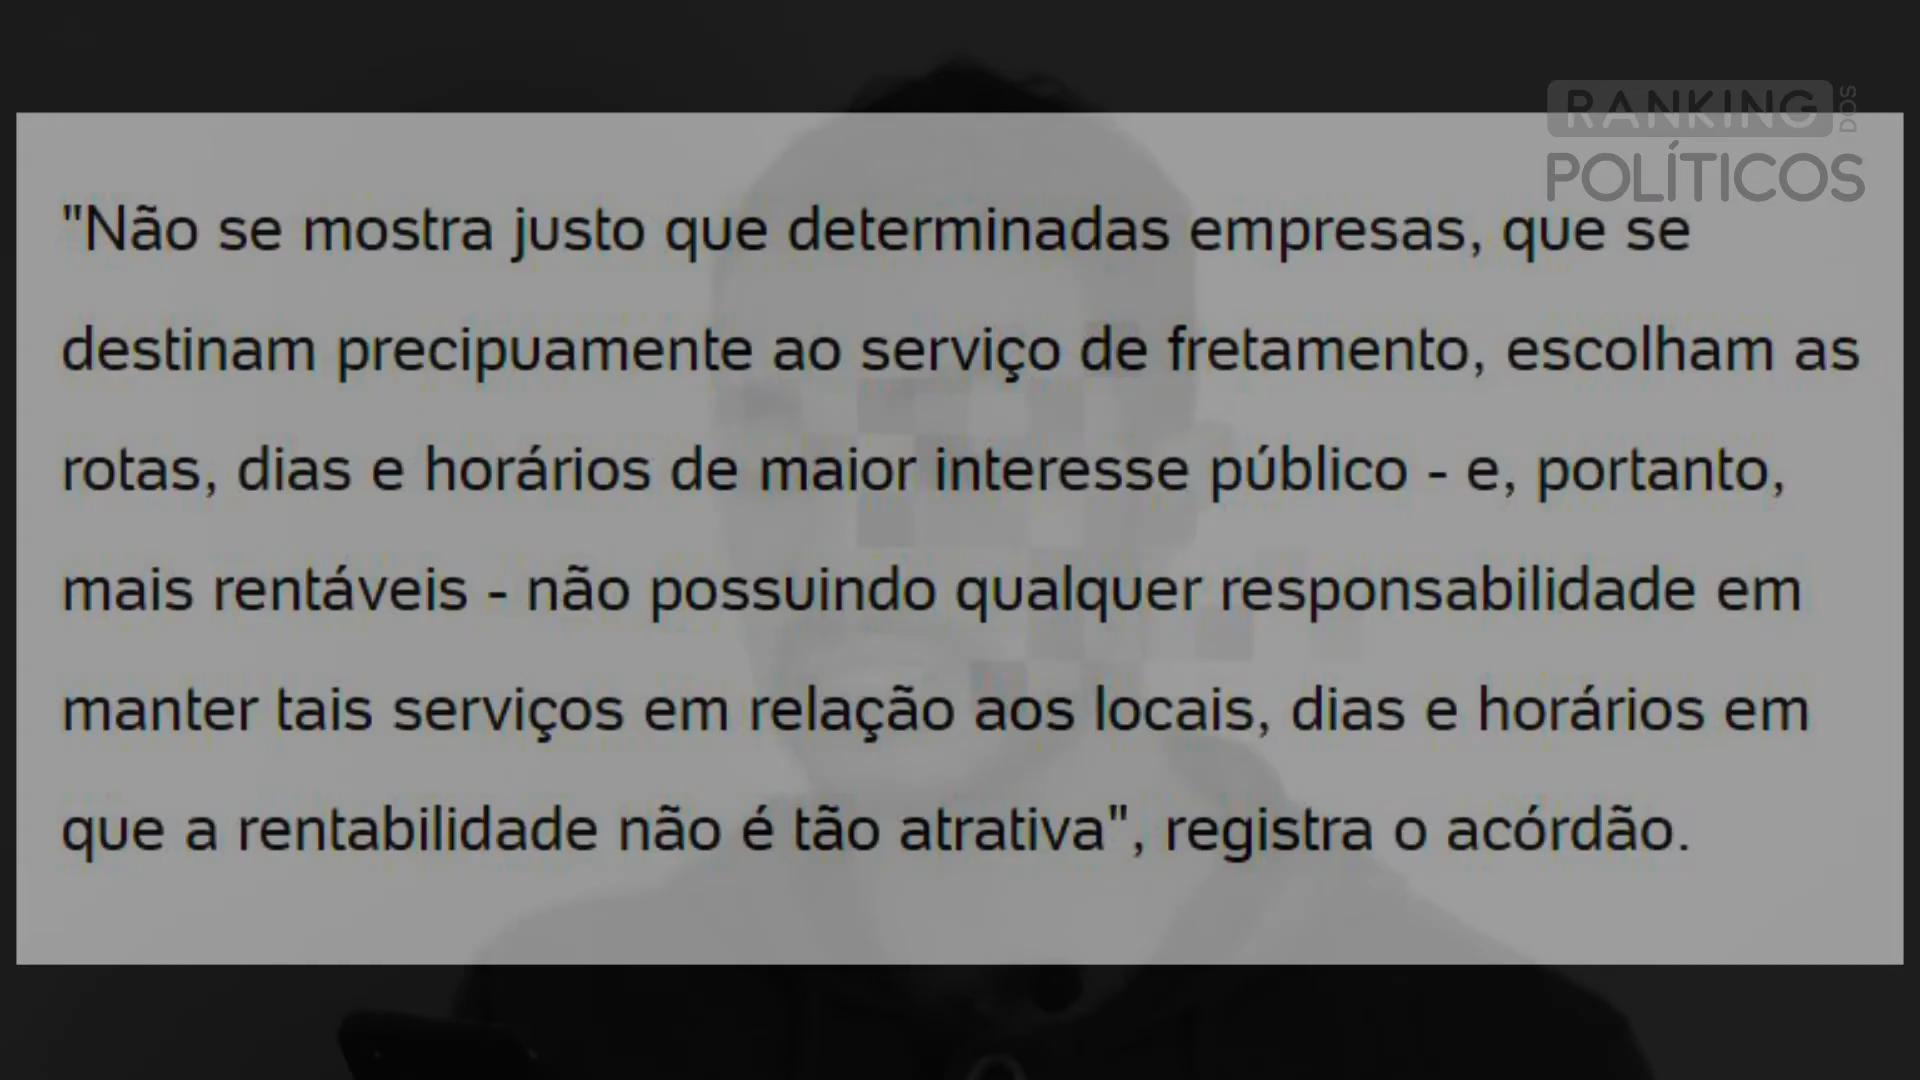 RANKING DOS
POLÍTICOS
"Não se mostra justo que determinadas empresas, que se
destinam precipuamente ao serviço de fretamento, escolham as
rotas, dias e horários de maior interesse público - e, portanto,
mais rentáveis - não possuindo qualquer responsabilidade em
manter tais serviços em relação aos locais, dias e horários em
que a rentabilidade não é tão atrativa", registra o acórdão.